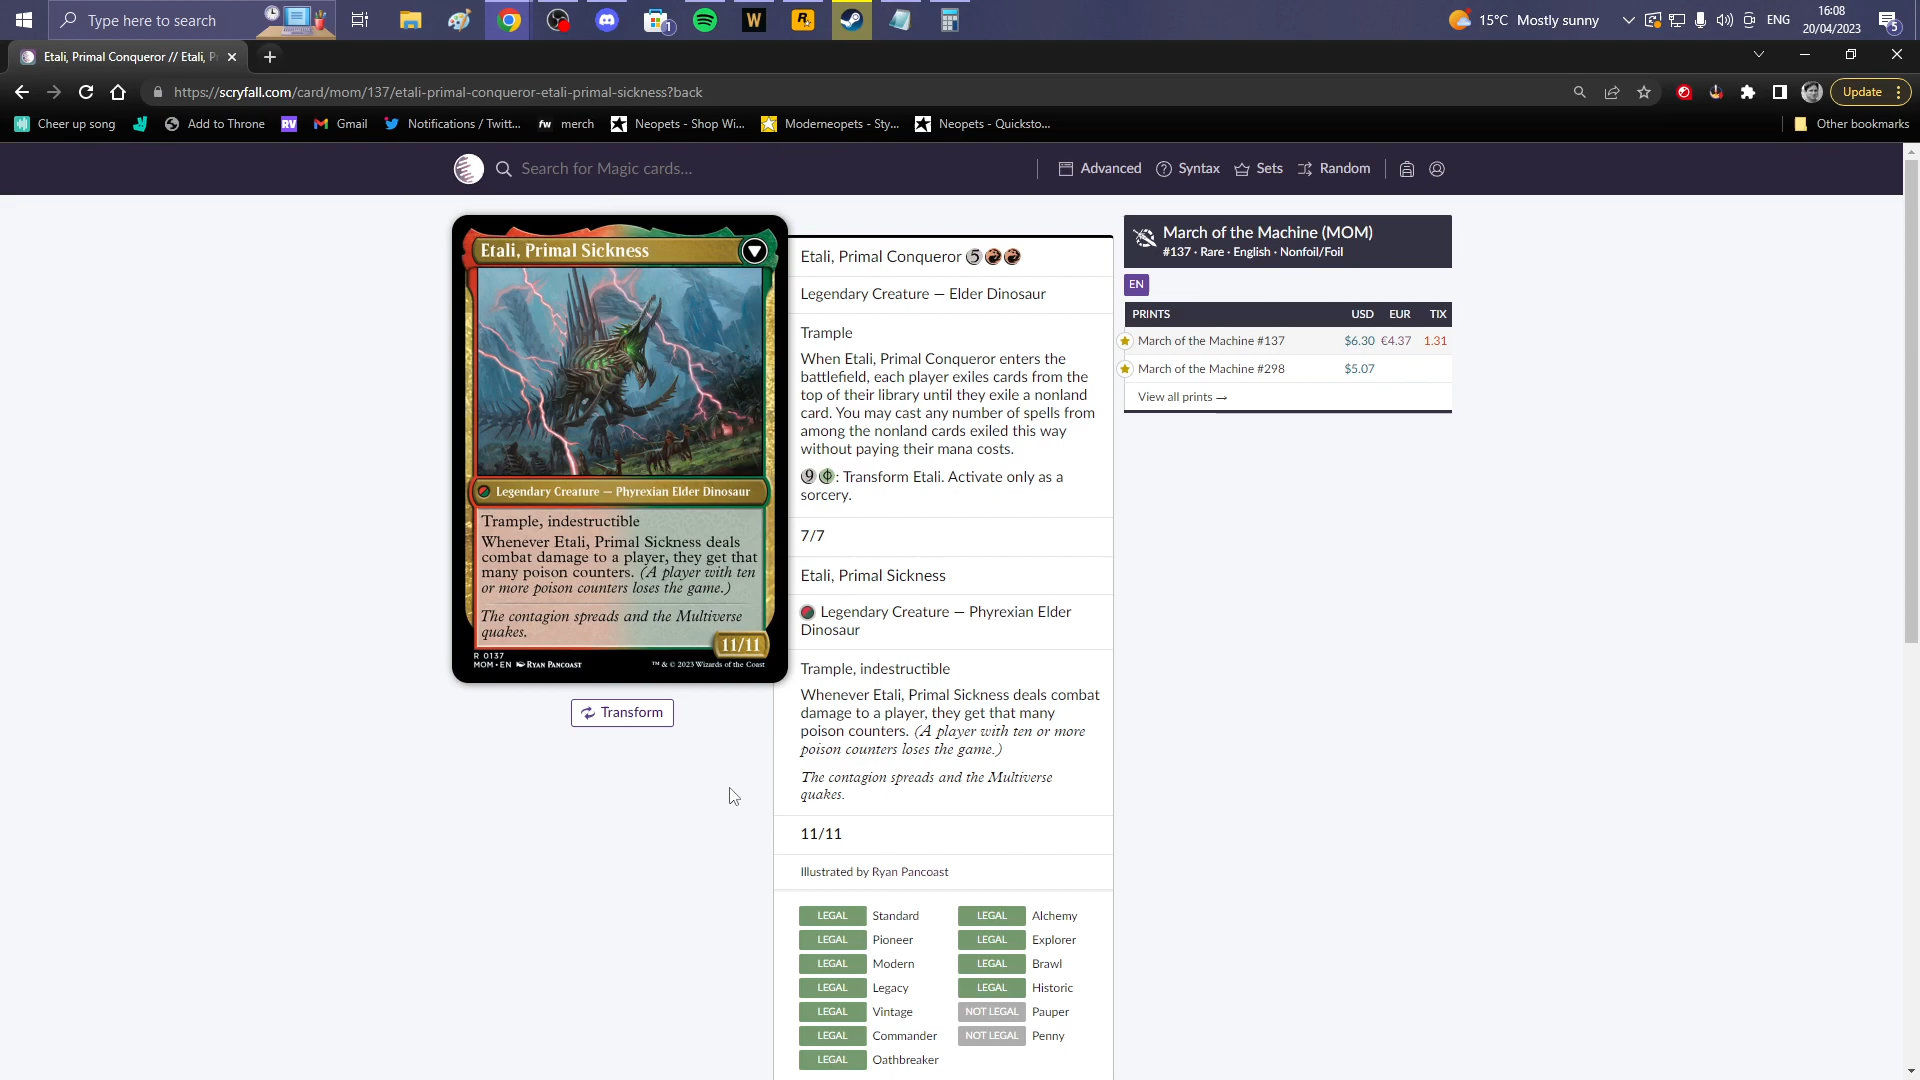 Type here to search
1
15°C Mostly sunny
ENG
16:08
20/04/2023
5
Etali, Primal Conqueror // Etali, P
https://scryfall.com/card/mom/137/etali-primal-conqueror-etali-primal-sickness?back
Update
Cheer up song
Add to Throne
RV
Gmail
Notifications / Twitt...
fw merch
Neopets - Shop Wi...
Moderneopets - Sty...
Neopets - Quicksto...
Other bookmarks
Search for Magic cards...
Advanced
Syntax
Sets
Random
Etali, Primal Sickness
Legendary Creature — Phyrexian Elder Dinosaur
Trample, indestructible
Whenever Etali, Primal Sickness deals
combat damage to a player, they get that
many poison counters. (A player with ten
or more poison counters loses the game.)
The contagion spreads and the Multiverse
quakes.
11/11
R 0137
MOM • EN Ryan Pancoast
™ & © 2023 Wizards of the Coast
Transform
Etali, Primal Conqueror 5
Legendary Creature — Elder Dinosaur
Trample
When Etali, Primal Conqueror enters the
battlefield, each player exiles cards from the
top of their library until they exile a nonland
card. You may cast any number of spells from
among the nonland cards exiled this way
without paying their mana costs.
9 : Transform Etali. Activate only as a
sorcery.
7/7
Etali, Primal Sickness
Legendary Creature — Phyrexian Elder
Dinosaur
Trample, indestructible
Whenever Etali, Primal Sickness deals combat
damage to a player, they get that many
poison counters. (A player with ten or more
poison counters loses the game.)
The contagion spreads and the Multiverse
quakes.
11/11
Illustrated by Ryan Pancoast
LEGAL Standard LEGAL Alchemy
LEGAL Pioneer LEGAL Explorer
LEGAL Modern LEGAL Brawl
LEGAL Legacy LEGAL Historic
LEGAL Vintage NOT LEGAL Pauper
LEGAL Commander NOT LEGAL Penny
LEGAL Oathbreaker
March of the Machine (MOM)
#137 · Rare · English · Nonfoil/Foil
EN
PRINTS USD EUR TIX
March of the Machine #137 $6.30 €4.37 1.31
March of the Machine #298 $5.07
View all prints →